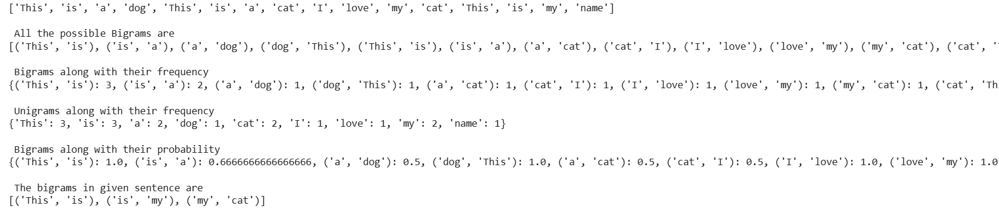 ['This', 'is', 'a', 'dog', 'This', 'is', 'a', 'cat', 'I', 'love', 'my', 'cat', 'This', 'is', 'my', 'name']
All the possible Bigrams are
[('This', 'is'), ('is', 'a'), ('a', 'dog'), ('dog', 'This'), ('This', 'is'), ('is', 'a'), ('a', 'cat'), ('cat', 'I'), ('I', 'love'), ('love', 'my'), ('my', 'cat'), ('cat', '
Bigrams along with their frequency
{('This', 'is'): 3, ('is', 'a'): 2, ('a', 'dog'): 1, ('dog', 'This'): 1, ('a', 'cat'): 1, ('cat', 'I'): 1, ('I', 'love'): 1, ('love', 'my'): 1, ('my', 'cat'): 1, ('cat', 'Th
Unigrams along with their frequency
{'This': 3, 'is': 3, 'a': 2, 'dog': 1, 'cat': 2, 'I': 1, 'love': 1, 'my': 2, 'name': 1}
Bigrams along with their probability
{('This', 'is'): 1.0, ('is', 'a'): 0.6666666666666666, ('a', 'dog'): 0.5, ('dog', 'This'): 1.0, ('a', 'cat'): 0.5, ('cat', 'I'): 0.5, ('I', 'love'): 1.0, ('love', 'my'): 1.0
The bigrams in given sentence are
[('This', 'is'), ('is', 'my'), ('my', 'cat')]